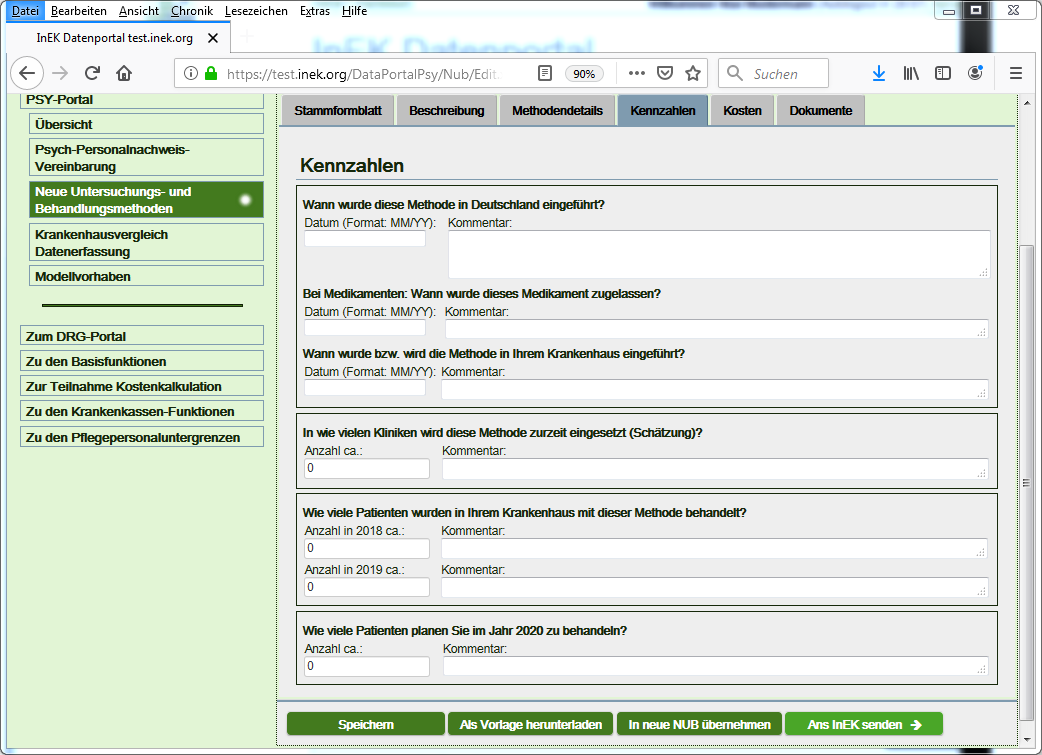 Datei Bearbeiten Ansicht Chronik Lesezeichen Extras Hilfe
InEK Datenportal test.inek.org
https://test.inek.org/DataPortalPsy/Nub/Edit
90%
Suchen
PSY-Portal
Übersicht
Psych-Personalnachweis-
Vereinbarung
Neue Untersuchungs- und
Behandlungsmethoden
Krankenhausvergleich
Datenerfassung
Modellvorhaben
Zum DRG-Portal
Zu den Basisfunktionen
Zur Teilnahme Kostenkalkulation
Zu den Krankenkassen-Funktionen
Zu den Pflegepersonaluntergrenzen
Stammformblatt Beschreibung Methodendetails Kennzahlen Kosten Dokumente
Kennzahlen
Wann wurde diese Methode in Deutschland eingeführt?
Datum (Format: MM/YY): Kommentar:
Bei Medikamenten: Wann wurde dieses Medikament zugelassen?
Datum (Format: MM/YY): Kommentar:
Wann wurde bzw. wird die Methode in Ihrem Krankenhaus eingeführt?
Datum (Format: MM/YY): Kommentar:
In wie vielen Kliniken wird diese Methode zurzeit eingesetzt (Schätzung)?
Anzahl ca.: Kommentar:
0
Wie viele Patienten wurden in Ihrem Krankenhaus mit dieser Methode behandelt?
Anzahl in 2018 ca.: Kommentar:
0
Anzahl in 2019 ca.: Kommentar:
0
Wie viele Patienten planen Sie im Jahr 2020 zu behandeln?
Anzahl ca.: Kommentar:
0
Speichern Als Vorlage herunterladen In neue NUB übernehmen Ans InEK senden